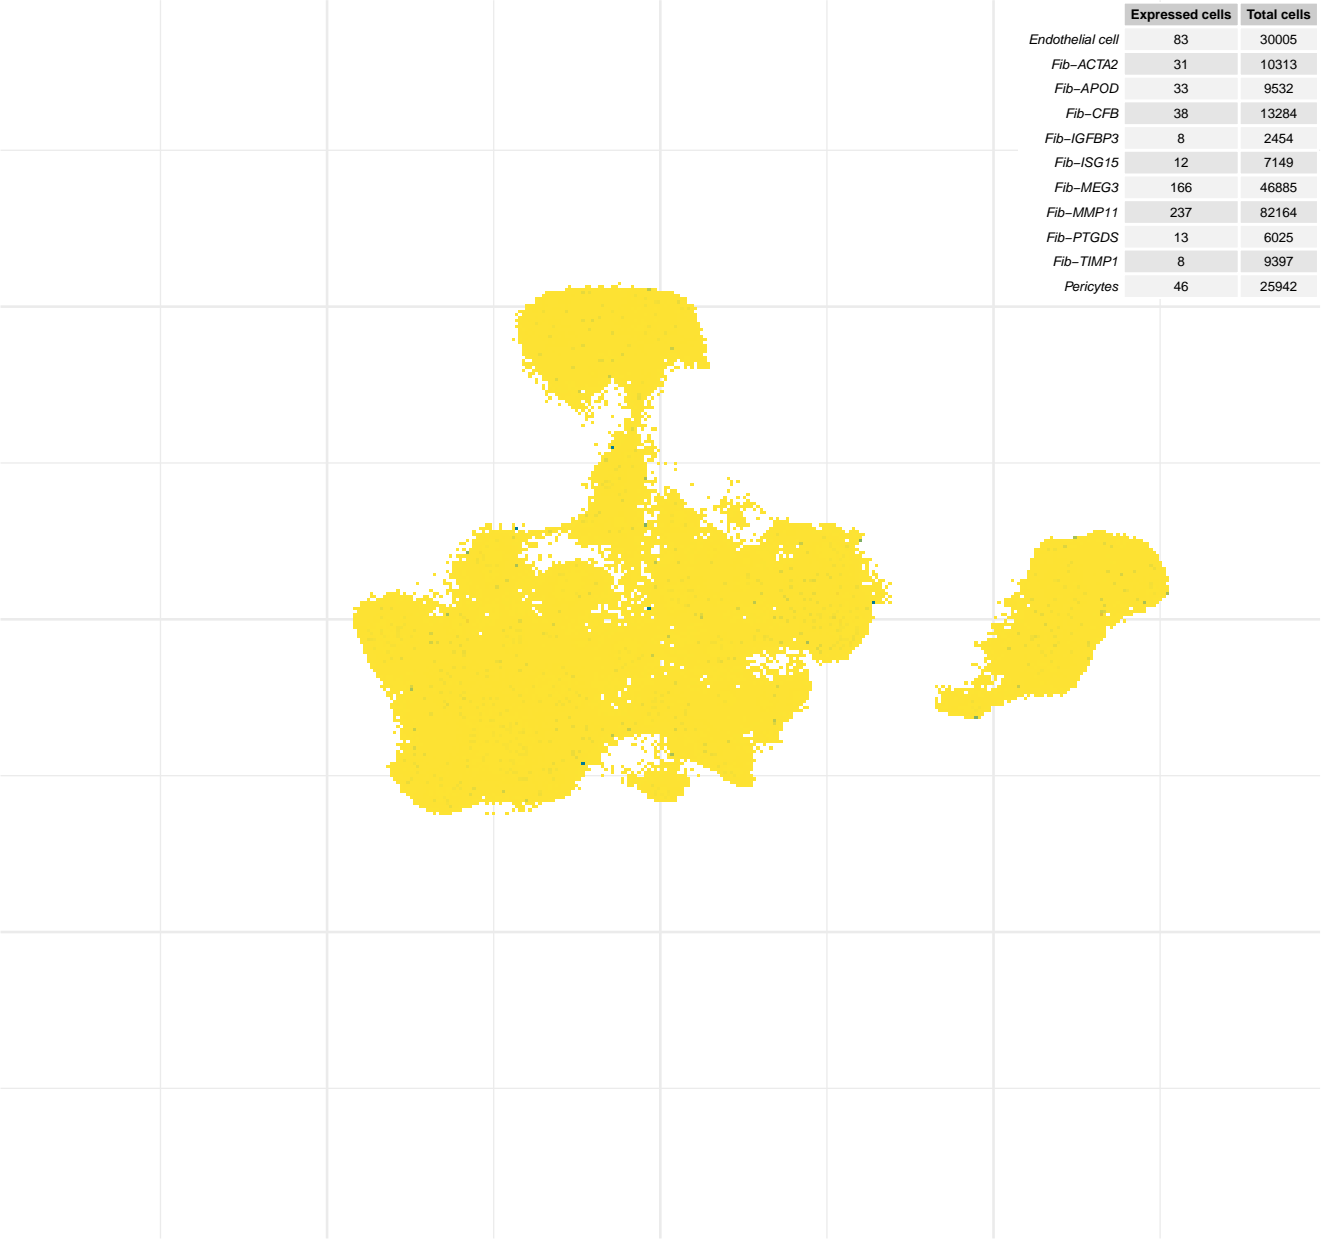 Expressed cells Total cells
Endothelial cell 83 30005
Fib−ACTA2 31 10313
Fib−APOD 33 9532
Fib−CFB 38 13284
Fib−IGFBP3 8 2454
Fib−ISG15 12 7149
Fib−MEG3 166 46885
Fib−MMP11 237 82164
Fib−PTGDS 13 6025
Fib−TIMP1 8 9397
Pericytes 46 25942